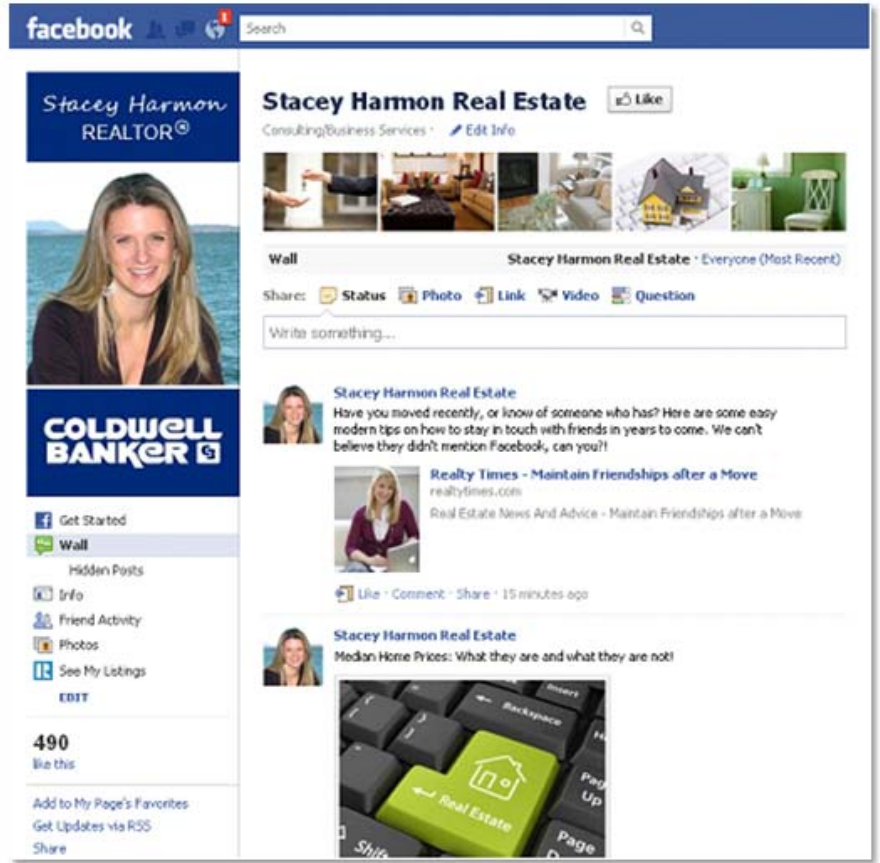 facebook
1
Search
Stacey Harmon
REALTOR®
COLDWELL
BANKER CB
Get Started
Wall
Hidden Posts
Info
Friend Activity
Photos
See My Listings
EDIT
490
like this
Add to My Page's Favorites
Get Updates via RSS
Share
Stacey Harmon Real Estate
Like
Consulting/Business Services · Edit Info
Wall
Stacey Harmon Real Estate · Everyone (Most Recent)
Share: Status Photo Link Video Question
Write something...
Stacey Harmon Real Estate
Have you moved recently, or know of someone who has? Here are some easy
modern tips on how to stay in touch with friends in years to come. We can't
believe they didn't mention Facebook, can you?!
Realty Times - Maintain Friendships after a Move
realtytimes.com
Real Estate News And Advice - Maintain Friendships after a Move
Like · Comment · Share · 15 minutes ago
Stacey Harmon Real Estate
Median Home Prices: What they are and what they are not!
Insert
Backspace
Real Estate
Page
Up
Shift
Page